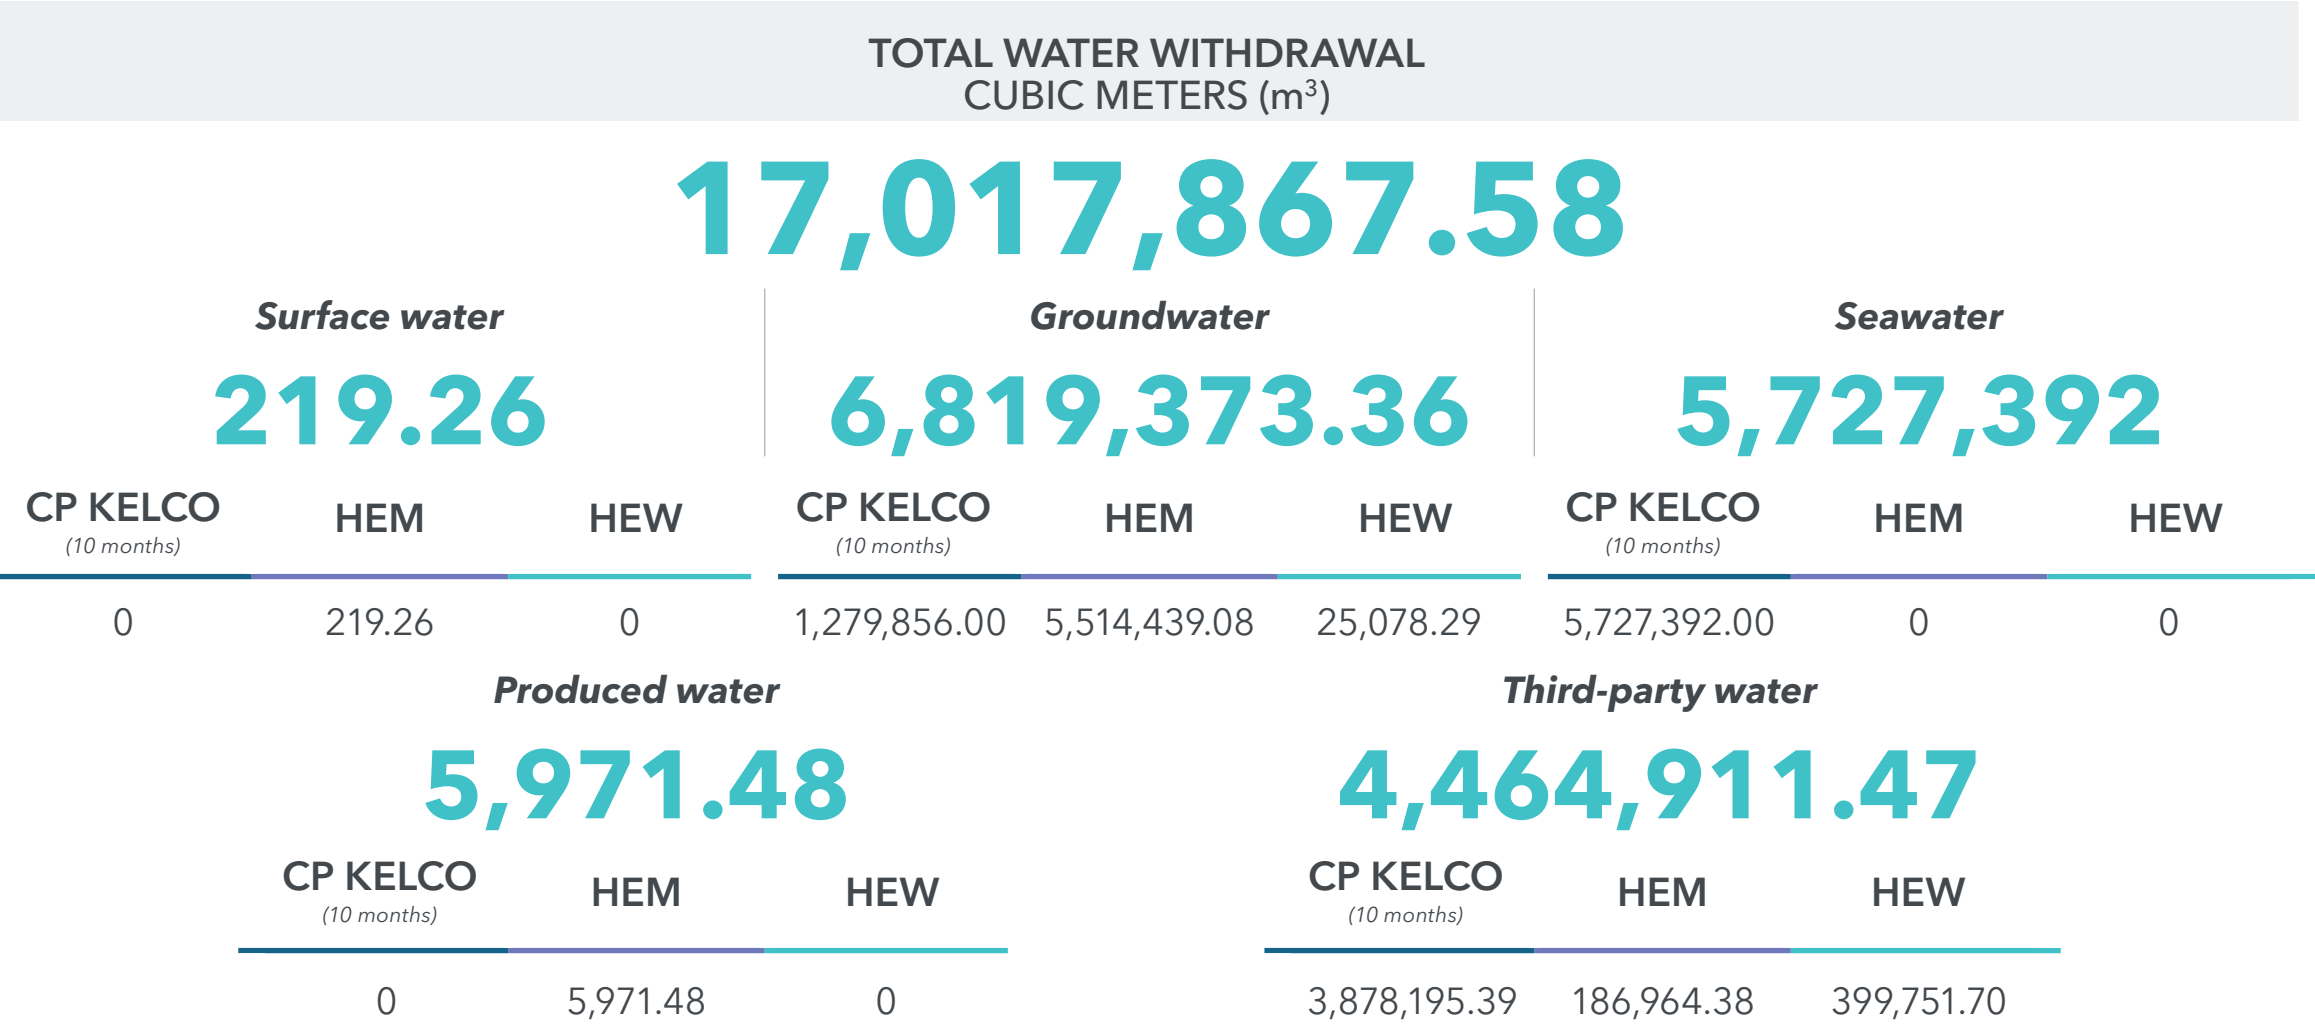 TOTAL WATER WITHDRAWAL
CUBIC METERS (m³)
17,017,867.58
Surface water Groundwater Seawater
219.26 6,819,373.36 5,727,392
CP KELCO HEM HEW CP KELCO HEM HEW CP KELCO HEM HEW
(10 months) (10 months) (10 months)
0 219.26 0 1,279,856.00 5,514,439.08 25,078.29 5,727,392.00 0 0
Produced water Third-party water
5,971.48 4,464,911.47
CP KELCO HEM HEW CP KELCO HEM HEW
(10 months) (10 months)
0 5,971.48 0 3,878,195.39 186,964.38 399,751.70